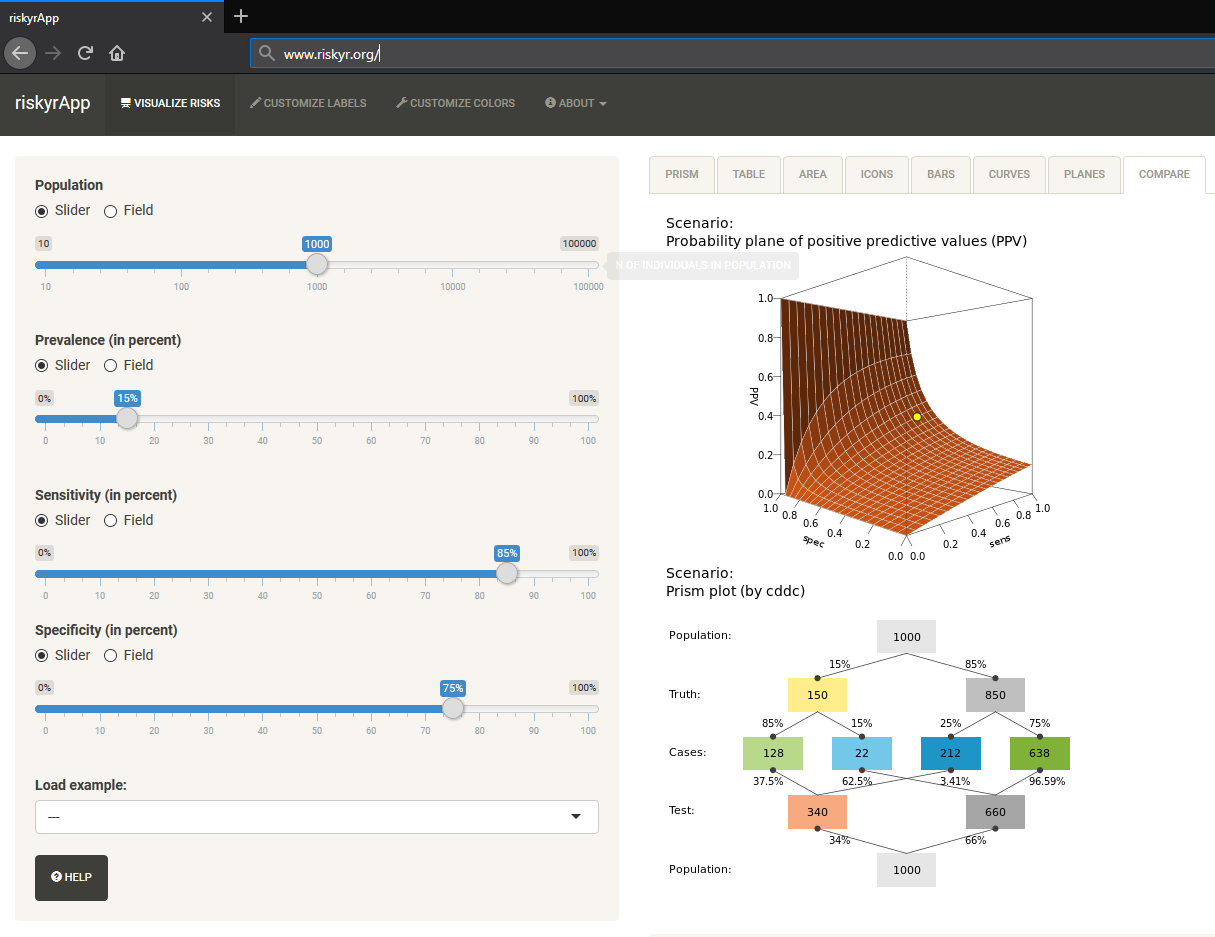 riskyrApp
www.riskyr.org/
riskyrApp VISUALIZE RISKS CUSTOMIZE LABELS CUSTOMIZE COLORS ABOUT
Population
Slider Field
10 1000 100000
10 100 1000 10000 100000
N OF INDIVIDUALS IN POPULATION
Prevalence (in percent)
Slider Field
0% 15% 100%
0 10 20 30 40 50 60 70 80 90 100
Sensitivity (in percent)
Slider Field
0% 85% 100%
0 10 20 30 40 50 60 70 80 90 100
Specificity (in percent)
Slider Field
0% 75% 100%
0 10 20 30 40 50 60 70 80 90 100
Load example:
---
HELP
PRISM TABLE AREA ICONS BARS CURVES PLANES COMPARE
Scenario:
Probability plane of positive predictive values (PPV)
1.0
0.8
0.6
0.4
0.2
0.0
PPV
1.0 0.8 0.6 0.4 0.2 0.0
spec
0.0 0.2 0.4 0.6 0.8 1.0
sens
Scenario:
Prism plot (by cddc)
Population: 1000
15% 85%
Truth: 150 850
85% 15% 25% 75%
Cases: 128 22 212 638
37.5% 62.5% 3.41% 96.59%
Test: 340 660
34% 66%
Population: 1000